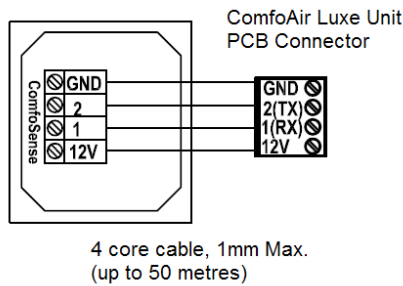 ComfoAir Luxe Unit
PCB Connector
ComfoSense
GND
2
1
12V
GND
2(TX)
1(RX)
12V
4 core cable, 1mm Max.
(up to 50 metres)